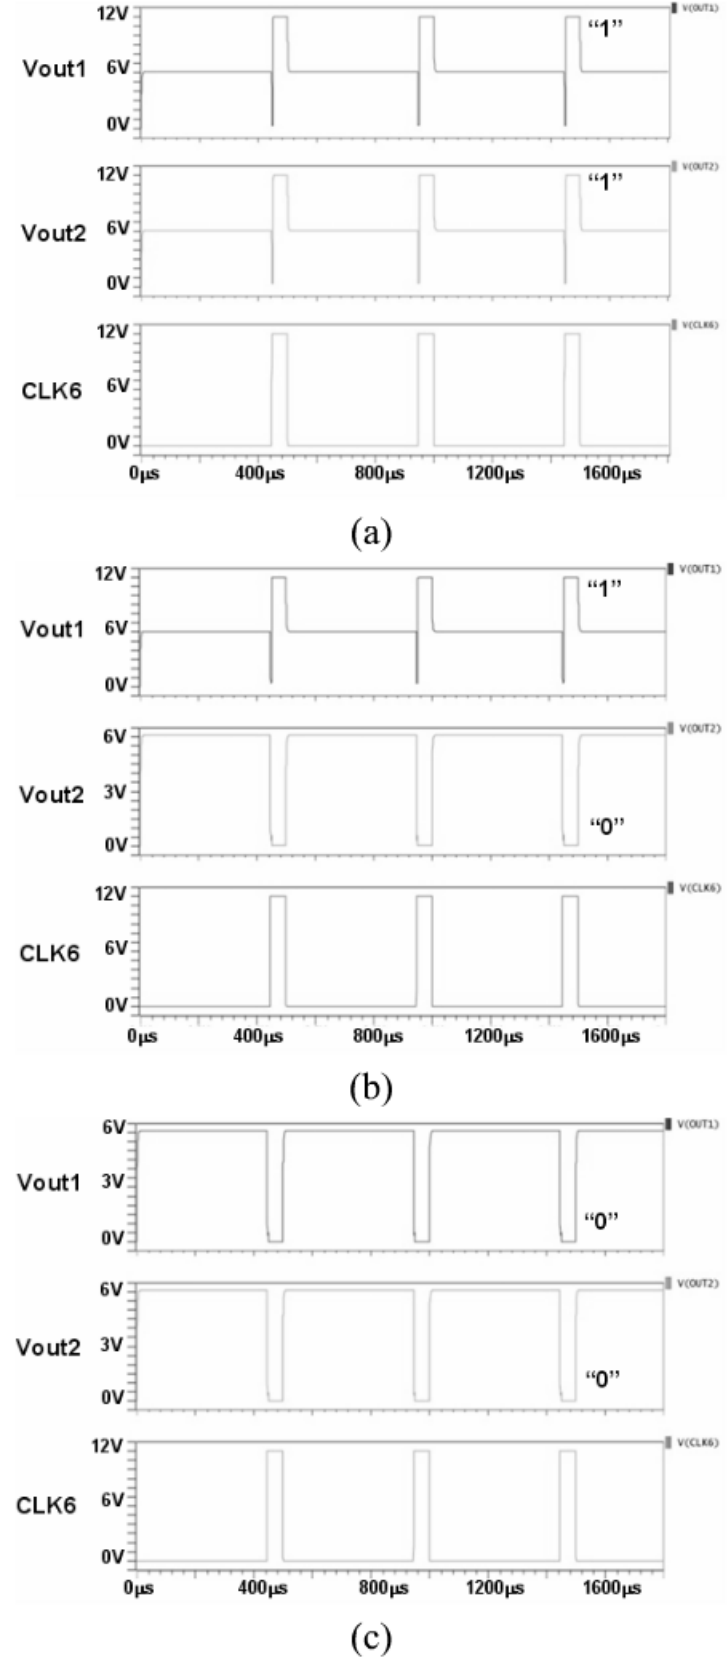 12V
V(OUT1)
“1”
Vout1 6V
0V
12V
V(OUT2)
“1”
Vout2 6V
0V
12V
V(CLK6)
CLK6 6V
0V
0µs 400µs 800µs 1200µs 1600µs
(a)
12V
V(OUT1)
“1”
Vout1 6V
0V
6V
V(OUT2)
Vout2 3V
“0”
0V
12V
V(CLK6)
CLK6 6V
0V
0µs 400µs 800µs 1200µs 1600µs
(b)
6V
V(OUT1)
Vout1 3V
“0”
0V
6V
V(OUT2)
Vout2 3V
“0”
0V
12V
V(CLK6)
CLK6 6V
0V
0µs 400µs 800µs 1200µs 1600µs
(c)